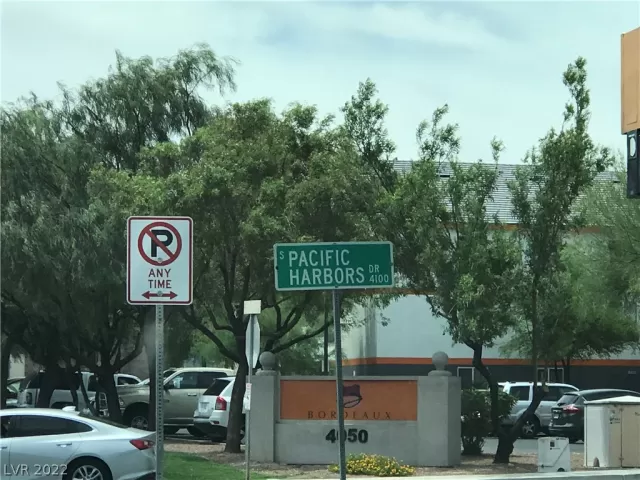 P
ANY
TIME
S PACIFIC
HARBORS DR
4100
BORDEAUX
4050
LVR 2022